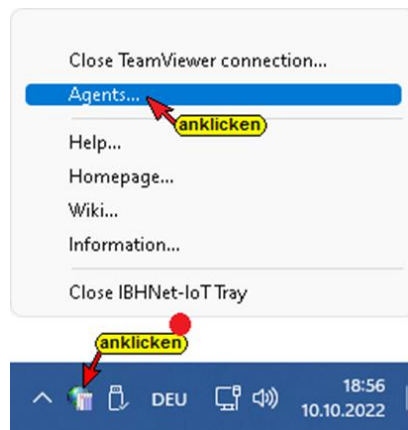 Close TeamViewer connection...
Agents...
anklicken
Help...
Homepage...
Wiki...
Information...
Close IBHNet-IoT Tray
anklicken
DEU
18:56
10.10.2022